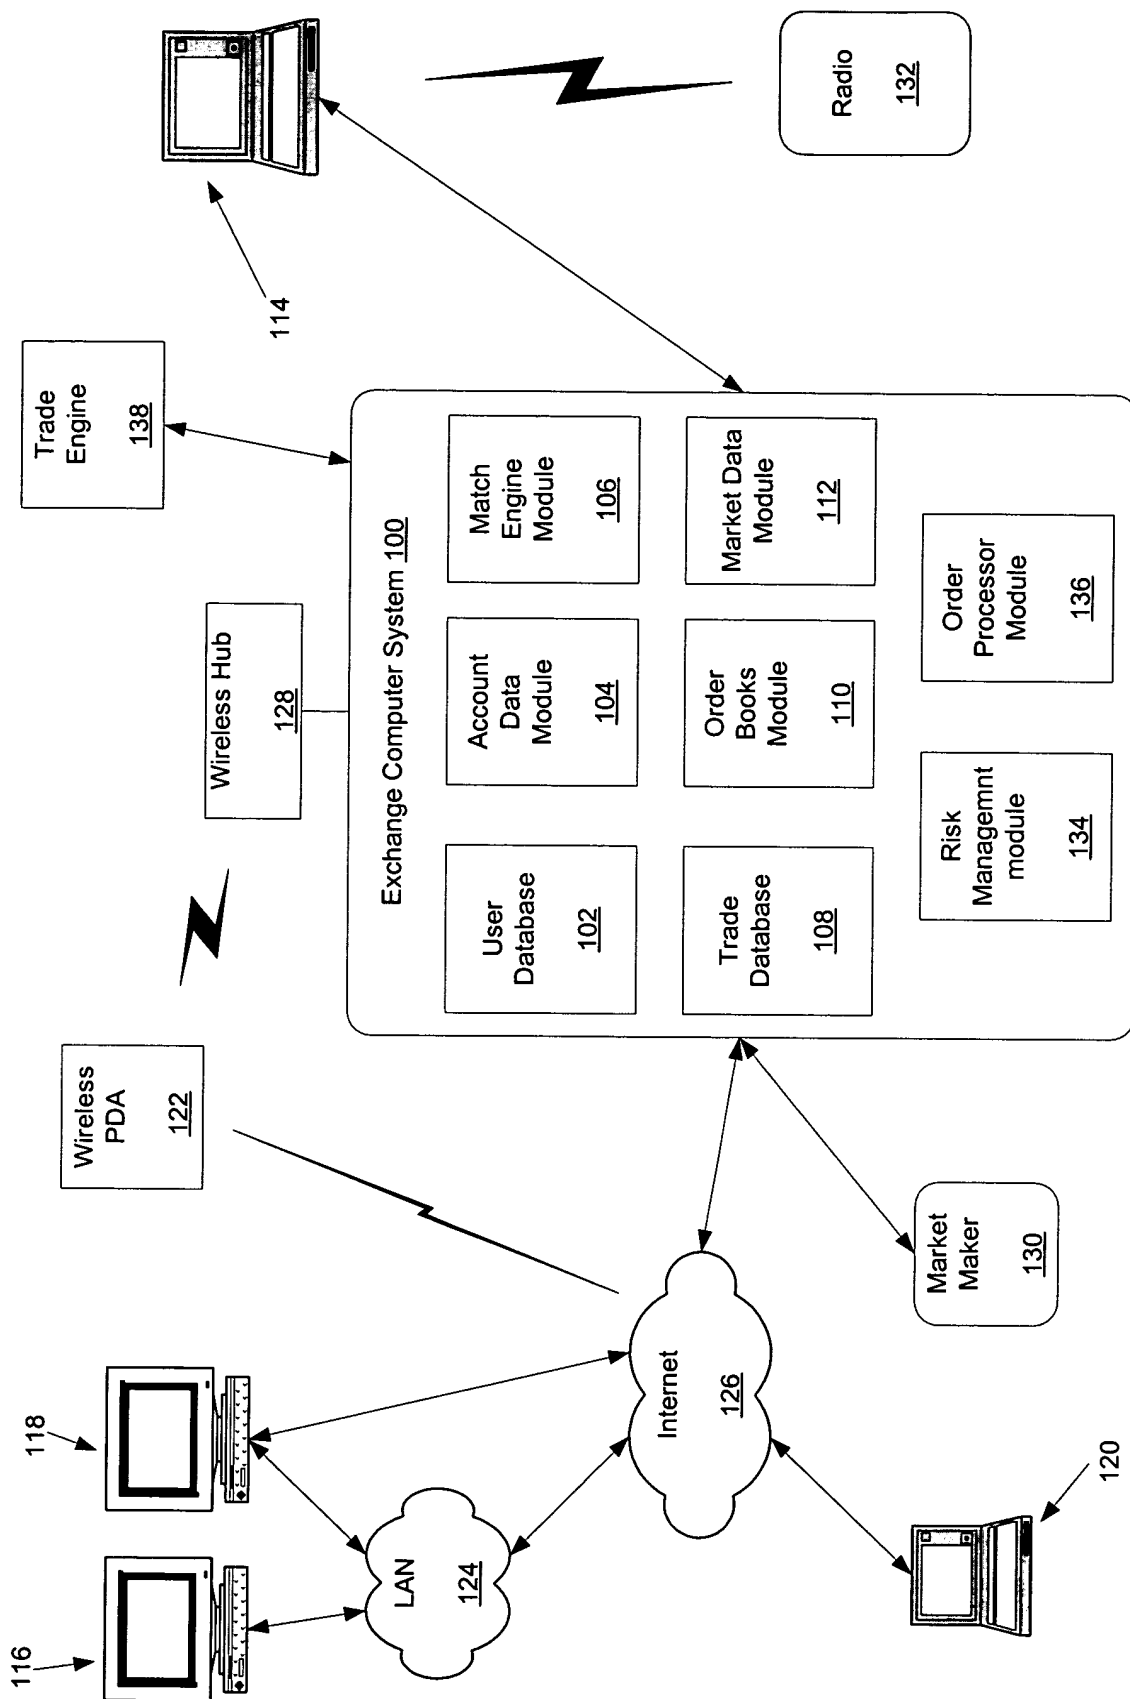 116
118
LAN
124
Internet
126
120
Wireless
PDA
122
Market
Maker
130
Wireless Hub
128
Trade
Engine
138
114
Radio
132
Exchange Computer System 100
User
Database
102
Account
Data
Module
104
Match
Engine
Module
106
Trade
Database
108
Order
Books
Module
110
Market Data
Module
112
Risk
Managemnt
module
134
Order
Processor
Module
136